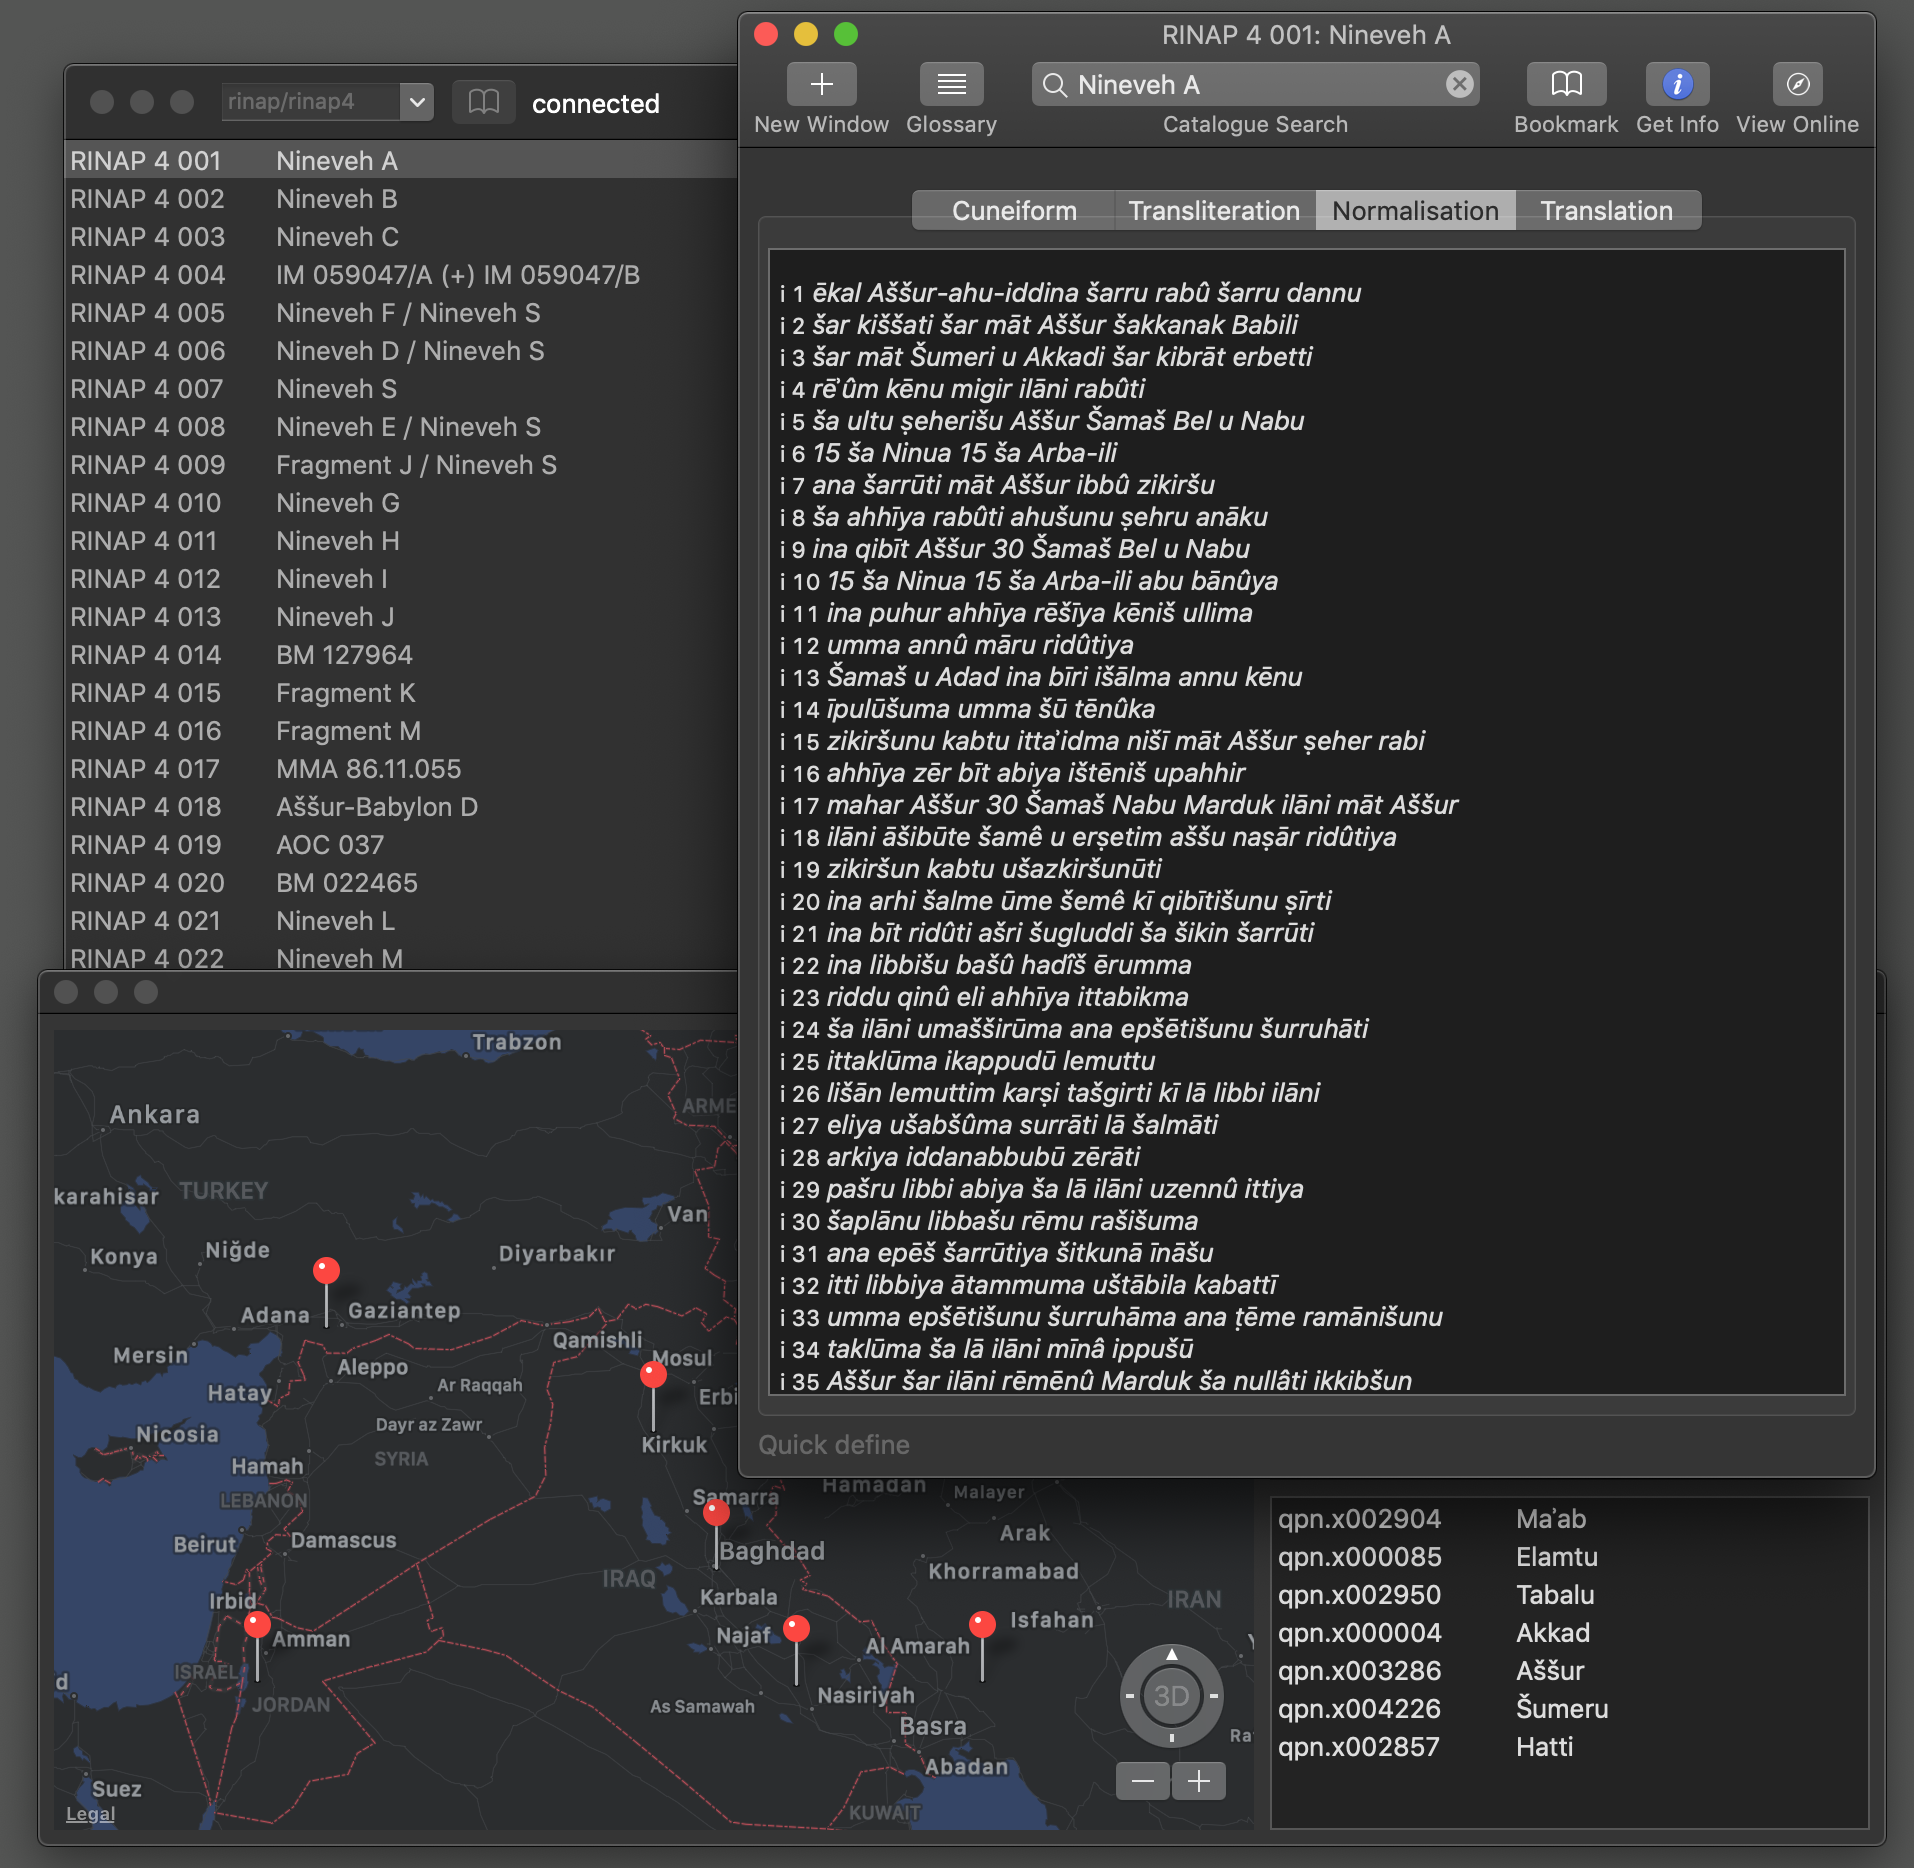 rinap/rinap4
connected
RINAP 4 001 Nineveh A
RINAP 4 002 Nineveh B
RINAP 4 003 Nineveh C
RINAP 4 004 IM 059047/A (+) IM 059047/B
RINAP 4 005 Nineveh F / Nineveh S
RINAP 4 006 Nineveh D / Nineveh S
RINAP 4 007 Nineveh S
RINAP 4 008 Nineveh E / Nineveh S
RINAP 4 009 Fragment J / Nineveh S
RINAP 4 010 Nineveh G
RINAP 4 011 Nineveh H
RINAP 4 012 Nineveh I
RINAP 4 013 Nineveh J
RINAP 4 014 BM 127964
RINAP 4 015 Fragment K
RINAP 4 016 Fragment M
RINAP 4 017 MMA 86.11.055
RINAP 4 018 Aššur-Babylon D
RINAP 4 019 AOC 037
RINAP 4 020 BM 022465
RINAP 4 021 Nineveh L
RINAP 4 022 Nineveh M
RINAP 4 001: Nineveh A
Nineveh A
New Window Glossary Catalogue Search Bookmark Get Info View Online
Cuneiform Transliteration Normalisation Translation
i 1 ēkal Aššur-ahu-iddina šarru rabû šarru dannu
i 2 šar kiššati šar māt Aššur šakkanak Babili
i 3 šar māt Šumeri u Akkadi šar kibrāt erbetti
i 4 rēʾûm kēnu migir ilāni rabûti
i 5 ša ultu ṣeherišu Aššur Šamaš Bel u Nabu
i 6 15 ša Ninua 15 ša Arba-ili
i 7 ana šarrūti māt Aššur ibbû zikiršu
i 8 ša ahhīya rabûti ahušunu ṣehru anāku
i 9 ina qibīt Aššur 30 Šamaš Bel u Nabu
i 10 15 ša Ninua 15 ša Arba-ili abu bānûya
i 11 ina puhur ahhīya rēšīya kēniš ullima
i 12 umma annû māru ridûtiya
i 13 Šamaš u Adad ina bīri išālma annu kēnu
i 14 īpulūšuma umma šū tēnûka
i 15 zikiršunu kabtu ittaʾidma nišī māt Aššur ṣeher rabi
i 16 ahhīya zēr bīt abiya ištēniš upahhir
i 17 mahar Aššur 30 Šamaš Nabu Marduk ilāni māt Aššur
i 18 ilāni āšibūte šamê u erṣetim aššu naṣār ridûtiya
i 19 zikiršun kabtu ušazkiršunūti
i 20 ina arhi šalme ūme šemê kī qibītišunu ṣīrti
i 21 ina bīt ridûti ašri šugluddi ša šikin šarrūti
i 22 ina libbišu bašû hadîš ērumma
i 23 riddu qinû eli ahhīya ittabikma
i 24 ša ilāni umašširūma ana epšētišunu šurruhāti
i 25 ittaklūma ikappudū lemuttu
i 26 lišān lemuttim karṣi tašgirti kī lā libbi ilāni
i 27 eliya ušabšûma surrāti lā šalmāti
i 28 arkiya iddanabbubū zērāti
i 29 pašru libbi abiya ša lā ilāni uzennû ittiya
i 30 šaplānu libbašu rēmu rašišuma
i 31 ana epēš šarrūtiya šitkunā īnāšu
i 32 itti libbiya ātammuma uštābila kabattī
i 33 umma epšētišunu šurruhāma ana ṭēme ramānišunu
i 34 taklūma ša lā ilāni mīnâ ippušū
i 35 Aššur šar ilāni rēmēnû Marduk ša nullâti ikkibšun
Quick define
Trabzon
Ankara
ARME
karahisar
TURKEY
Van
Konya
Niğde
Diyarbakır
Adana
Gaziantep
Qamishli
Mersin
Aleppo
Mosul
Hatay
Ar Raqqah
Erbi
Nicosia
Dayr az Zawr
Kirkuk
Hamah
SYRIA
Hamadan
LEBANON
Samarra
Malayer
Beirut
Damascus
Baghdad
Arak
IRAQ
Khorramabad
Irbid
Karbala
IRAN
Amman
Najaf
Isfahan
Al Amarah
ISRAEL
JORDAN
As Samawah
Nasiriyah
3D
Basra
Ra
Abadan
Suez
KUWAIT
Legal
qpn.x002904 Maʾab
qpn.x000085 Elamtu
qpn.x002950 Tabalu
qpn.x000004 Akkad
qpn.x003286 Aššur
qpn.x004226 Šumeru
qpn.x002857 Hatti